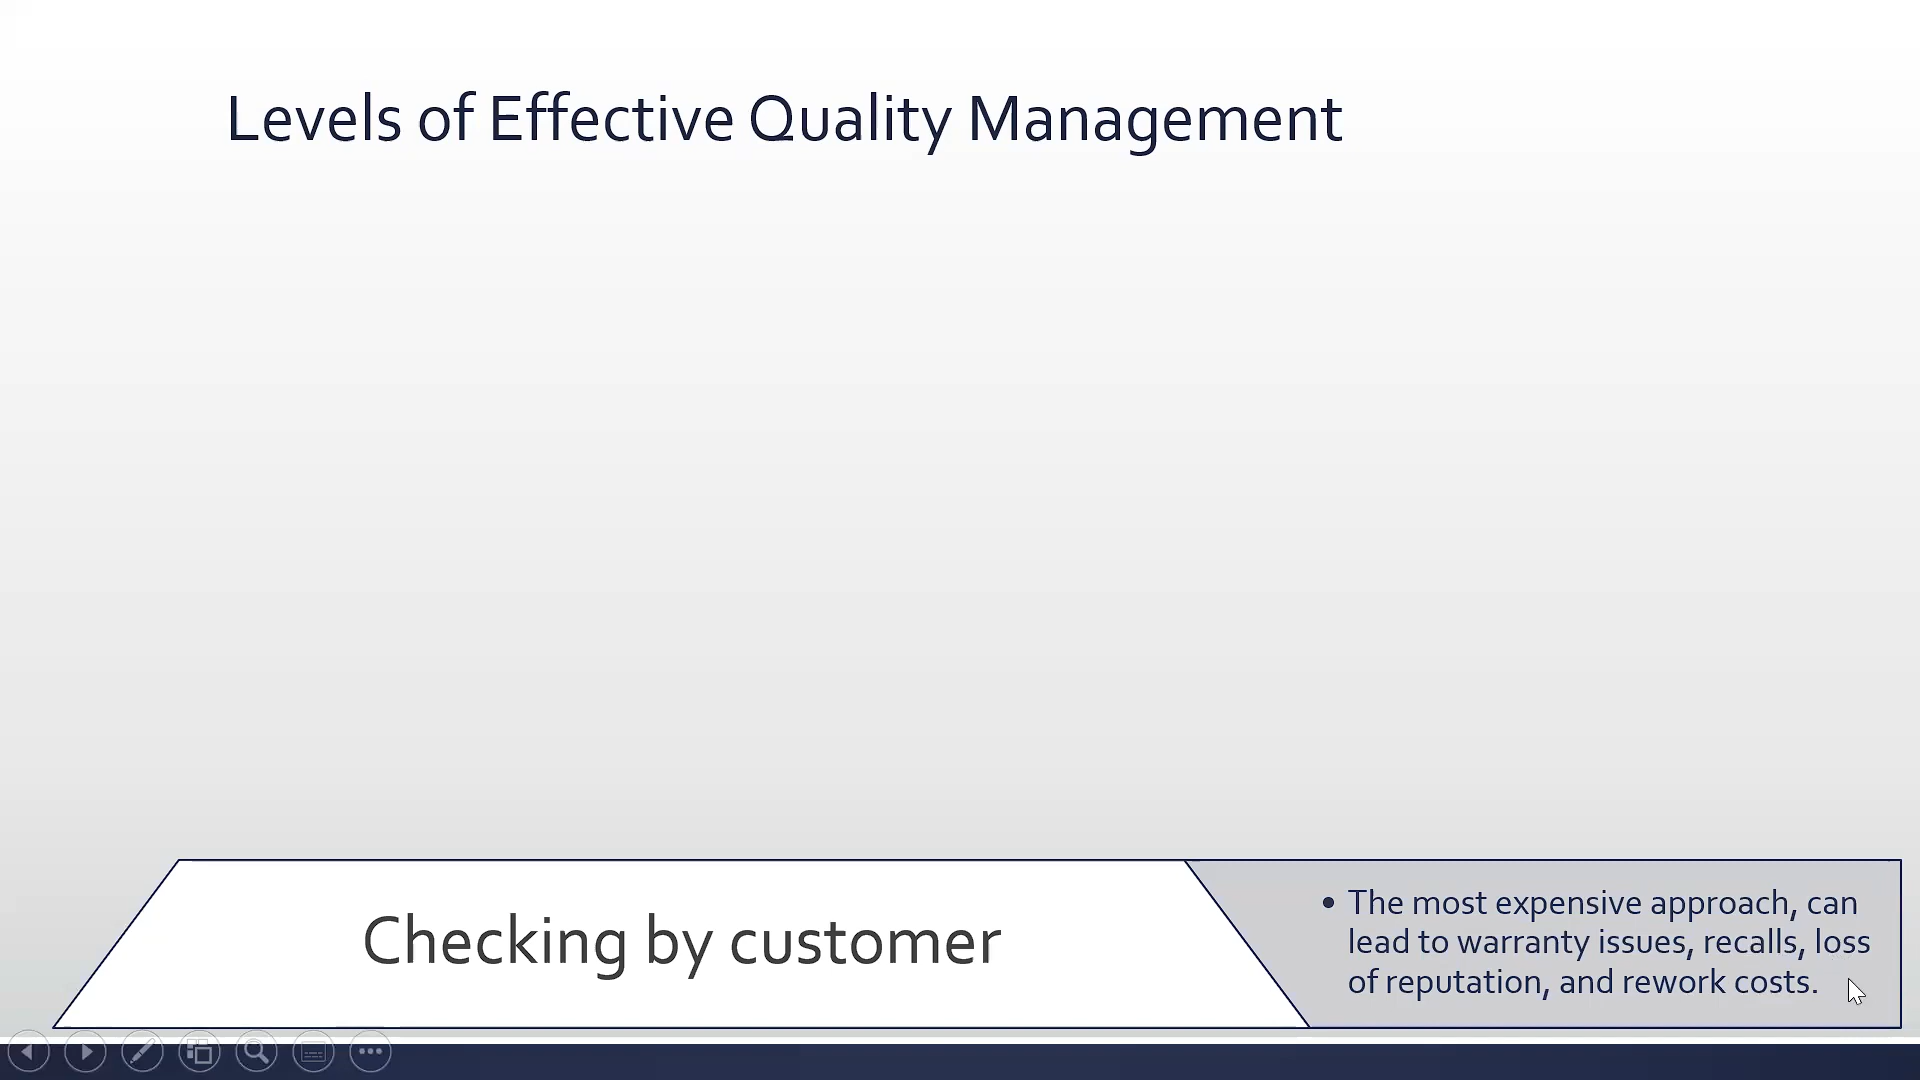 Levels of Effective Quality Management
Checking by customer
• The most expensive approach, can
lead to warranty issues, recalls, loss
of reputation, and rework costs.